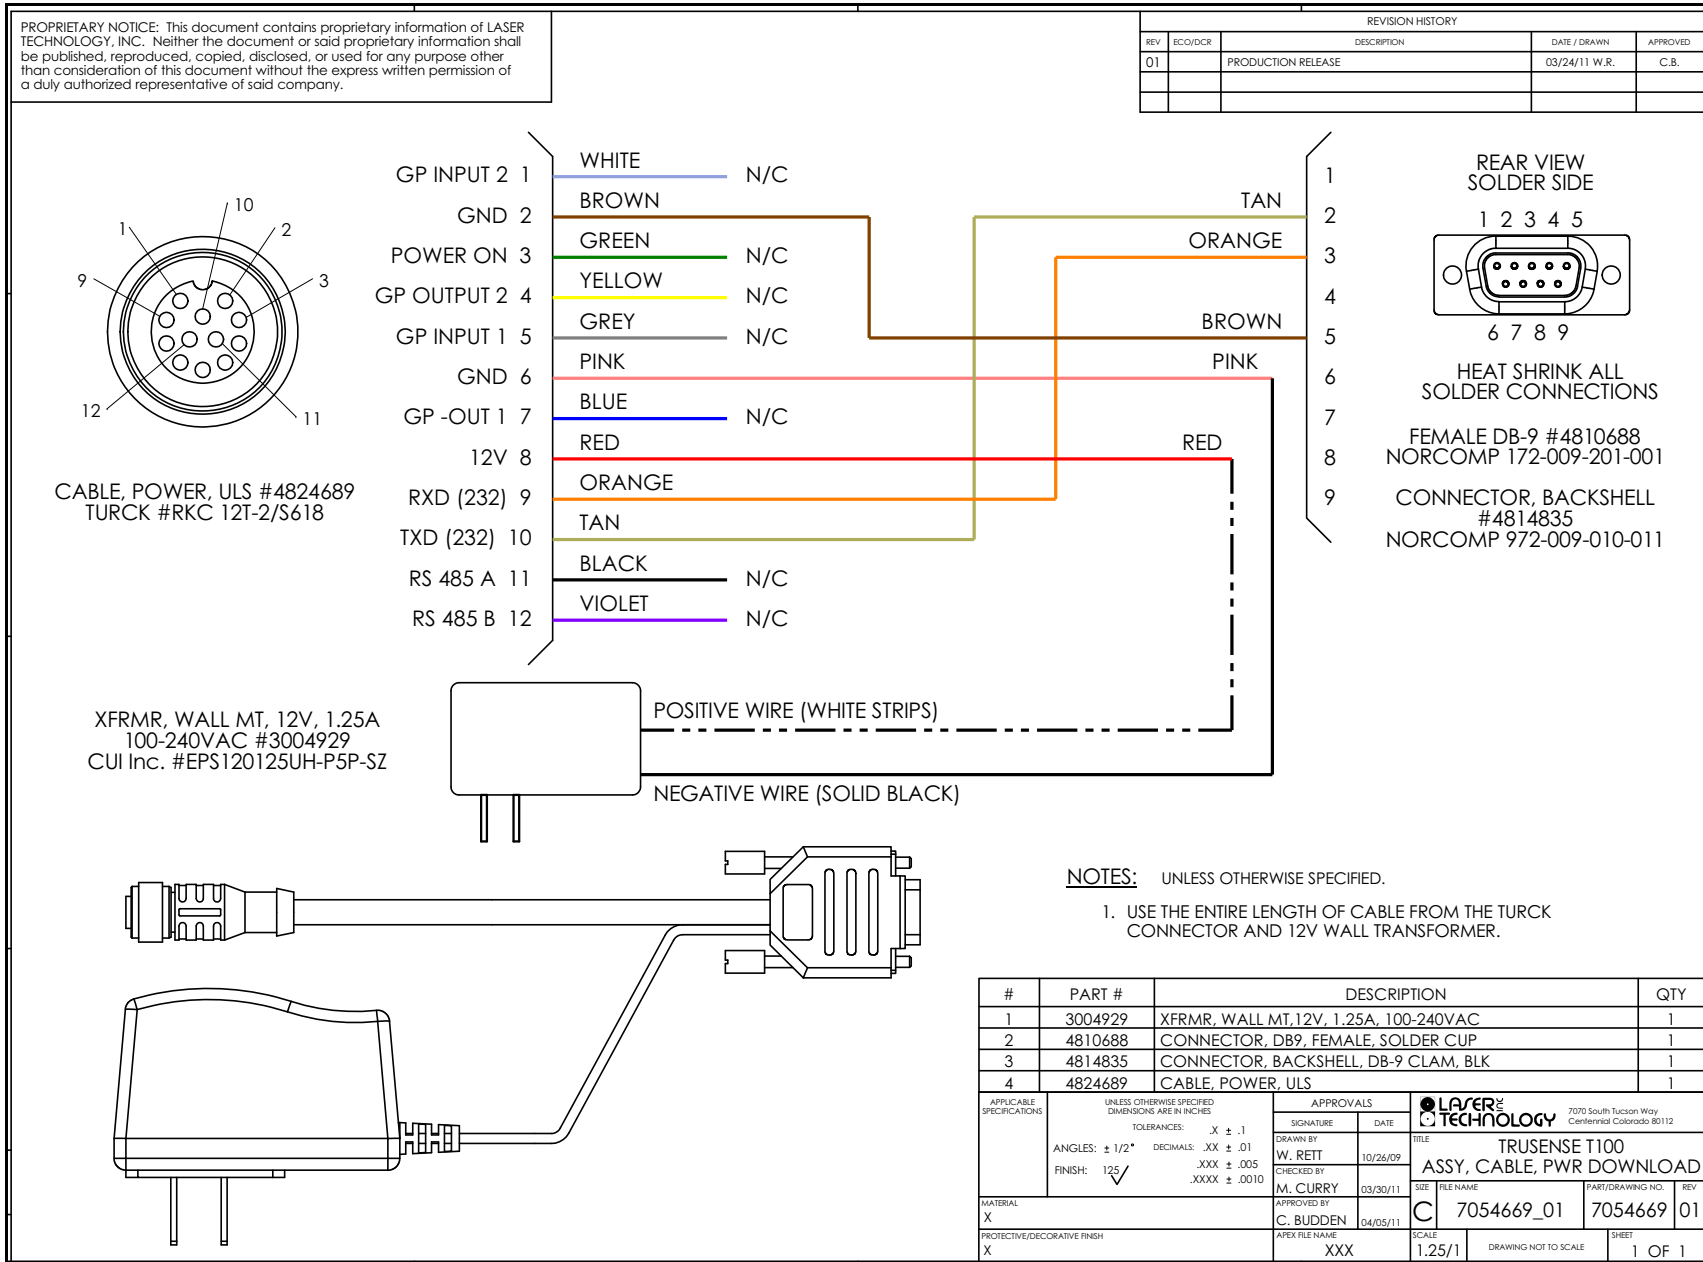 PROPRIETARY NOTICE: This document contains proprietary information of LASER
TECHNOLOGY, INC. Neither the document or said proprietary information shall
be published, reproduced, copied, disclosed, or used for any purpose other
than consideration of this document without the express written permission of
a duly authorized representative of said company.
REVISION HISTORY
REV ECO/DCR DESCRIPTION DATE / DRAWN APPROVED
01 PRODUCTION RELEASE 03/24/11 W.R. C.B.
10
1
2
9
3
12
11
CABLE, POWER, ULS #4824689
TURCK #RKC 12T-2/S618
GP INPUT 2 1 WHITE N/C
GND 2 BROWN
POWER ON 3 GREEN N/C
GP OUTPUT 2 4 YELLOW N/C
GP INPUT 1 5 GREY N/C
GND 6 PINK
GP -OUT 1 7 BLUE N/C
12V 8 RED
RXD (232) 9 ORANGE
TXD (232) 10 TAN
RS 485 A 11 BLACK N/C
RS 485 B 12 VIOLET N/C
1
TAN 2
ORANGE 3
4
BROWN 5
PINK 6
7
RED 8
9
REAR VIEW
SOLDER SIDE
1 2 3 4 5
6 7 8 9
HEAT SHRINK ALL
SOLDER CONNECTIONS
FEMALE DB-9 #4810688
NORCOMP 172-009-201-001
CONNECTOR, BACKSHELL
#4814835
NORCOMP 972-009-010-011
XFRMR, WALL MT, 12V, 1.25A
100-240VAC #3004929
CUI Inc. #EPS120125UH-P5P-SZ
POSITIVE WIRE (WHITE STRIPS)
NEGATIVE WIRE (SOLID BLACK)
NOTES: UNLESS OTHERWISE SPECIFIED.
1. USE THE ENTIRE LENGTH OF CABLE FROM THE TURCK
CONNECTOR AND 12V WALL TRANSFORMER.
# PART # DESCRIPTION QTY
1 3004929 XFRMR, WALL MT,12V, 1.25A, 100-240VAC 1
2 4810688 CONNECTOR, DB9, FEMALE, SOLDER CUP 1
3 4814835 CONNECTOR, BACKSHELL, DB-9 CLAM, BLK 1
4 4824689 CABLE, POWER, ULS 1
APPLICABLE
SPECIFICATIONS
UNLESS OTHERWISE SPECIFIED
DIMENSIONS ARE IN INCHES
TOLERANCES: .X ± .1
ANGLES: ± 1/2° DECIMALS: .XX ± .01
.XXX ± .005
FINISH: 125
.XXXX ± .0010
MATERIAL
X
PROTECTIVE/DECORATIVE FINISH
X
APPROVALS
SIGNATURE DATE
DRAWN BY
W. RETT 10/26/09
CHECKED BY
M. CURRY 03/30/11
APPROVED BY
C. BUDDEN 04/05/11
APEX FILE NAME
XXX
LASER INC
TECHNOLOGY
7070 South Tucson Way
Centennial Colorado 80112
TITLE
TRUSENSE T100
ASSY, CABLE, PWR DOWNLOAD
SIZE FILE NAME PART/DRAWING NO. REV
C 7054669_01 7054669 01
SCALE
1.25/1
DRAWING NOT TO SCALE
SHEET
1 OF 1